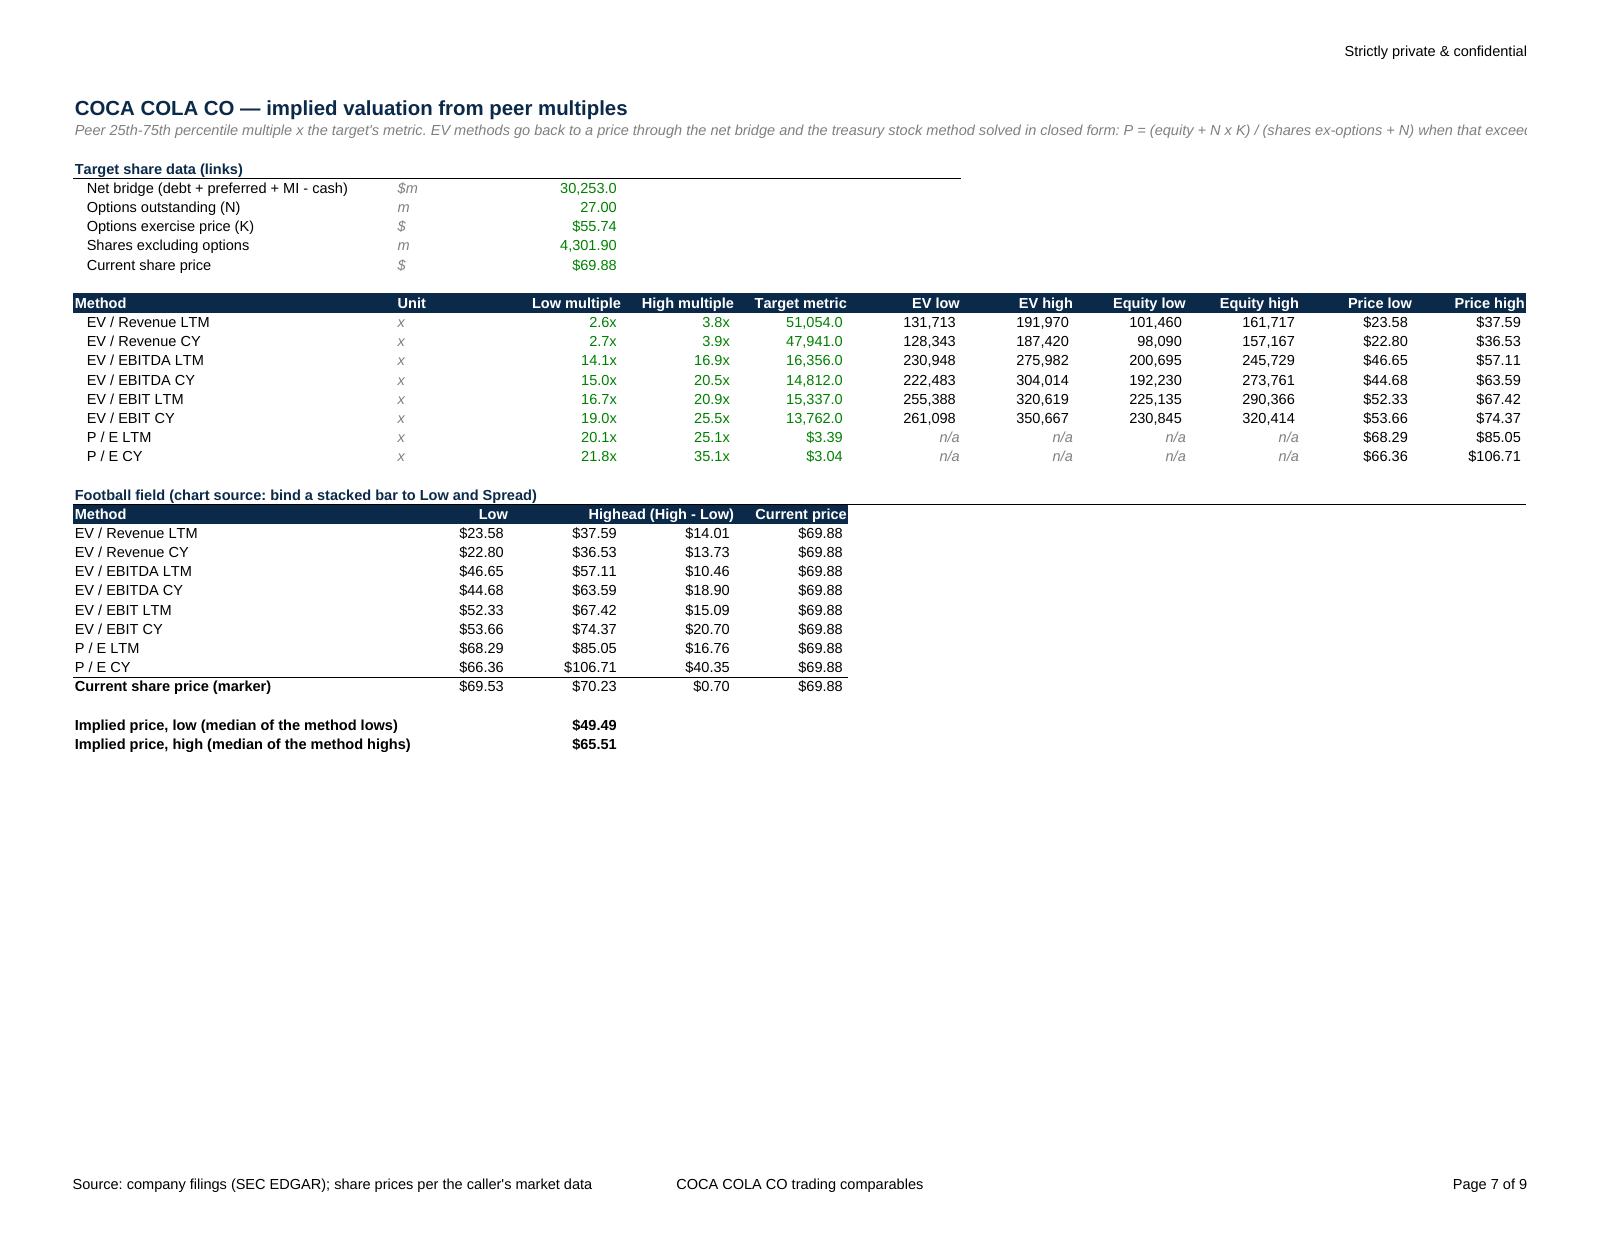 Strictly private & confidential
COCA COLA CO — implied valuation from peer multiples
Peer 25th-75th percentile multiple x the target's metric. EV methods go back to a price through the net bridge and the treasury stock method solved in closed form: P = (equity + N x K) / (shares ex-options + N) when that exceed
Target share data (links)
Net bridge (debt + preferred + MI - cash) $m 30,253.0
Options outstanding (N) m 27.00
Options exercise price (K) $ $55.74
Shares excluding options m 4,301.90
Current share price $ $69.88
Method Unit Low multiple High multiple Target metric EV low EV high Equity low Equity high Price low Price high
EV / Revenue LTM x 2.6x 3.8x 51,054.0 131,713 191,970 101,460 161,717 $23.58 $37.59
EV / Revenue CY x 2.7x 3.9x 47,941.0 128,343 187,420 98,090 157,167 $22.80 $36.53
EV / EBITDA LTM x 14.1x 16.9x 16,356.0 230,948 275,982 200,695 245,729 $46.65 $57.11
EV / EBITDA CY x 15.0x 20.5x 14,812.0 222,483 304,014 192,230 273,761 $44.68 $63.59
EV / EBIT LTM x 16.7x 20.9x 15,337.0 255,388 320,619 225,135 290,366 $52.33 $67.42
EV / EBIT CY x 19.0x 25.5x 13,762.0 261,098 350,667 230,845 320,414 $53.66 $74.37
P / E LTM x 20.1x 25.1x $3.39 n/a n/a n/a n/a $68.29 $85.05
P / E CY x 21.8x 35.1x $3.04 n/a n/a n/a n/a $66.36 $106.71
Football field (chart source: bind a stacked bar to Low and Spread)
Method Low Highead (High - Low) Current price
EV / Revenue LTM $23.58 $37.59 $14.01 $69.88
EV / Revenue CY $22.80 $36.53 $13.73 $69.88
EV / EBITDA LTM $46.65 $57.11 $10.46 $69.88
EV / EBITDA CY $44.68 $63.59 $18.90 $69.88
EV / EBIT LTM $52.33 $67.42 $15.09 $69.88
EV / EBIT CY $53.66 $74.37 $20.70 $69.88
P / E LTM $68.29 $85.05 $16.76 $69.88
P / E CY $66.36 $106.71 $40.35 $69.88
Current share price (marker) $69.53 $70.23 $0.70 $69.88
Implied price, low (median of the method lows) $49.49
Implied price, high (median of the method highs) $65.51
Source: company filings (SEC EDGAR); share prices per the caller's market data COCA COLA CO trading comparables Page 7 of 9